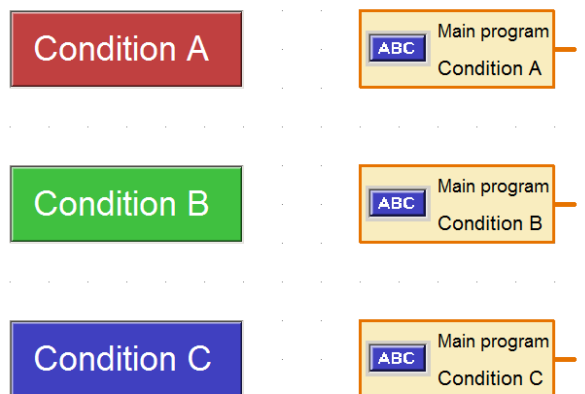 Condition A
ABC
Main program
Condition A
Condition B
ABC
Main program
Condition B
Condition C
ABC
Main program
Condition C